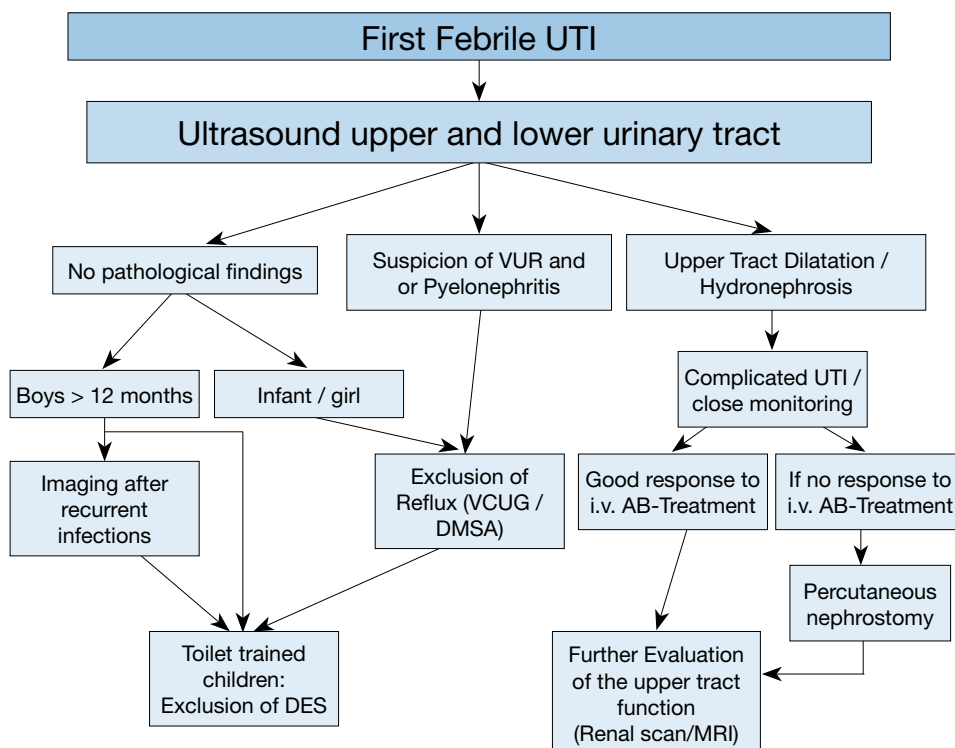 First Febrile UTI
Ultrasound upper and lower urinary tract
No pathological findings
Suspicion of VUR and
or Pyelonephritis
Upper Tract Dilatation /
Hydronephrosis
Boys > 12 months
Infant / girl
Complicated UTI /
close monitoring
Imaging after
recurrent
infections
Exclusion of
Reflux (VCUG /
DMSA)
Good response to
i.v. AB-Treatment
If no response to
i.v. AB-Treatment
Percutaneous
nephrostomy
Toilet trained
children:
Exclusion of DES
Further Evaluation
of the upper tract
function
(Renal scan/MRI)